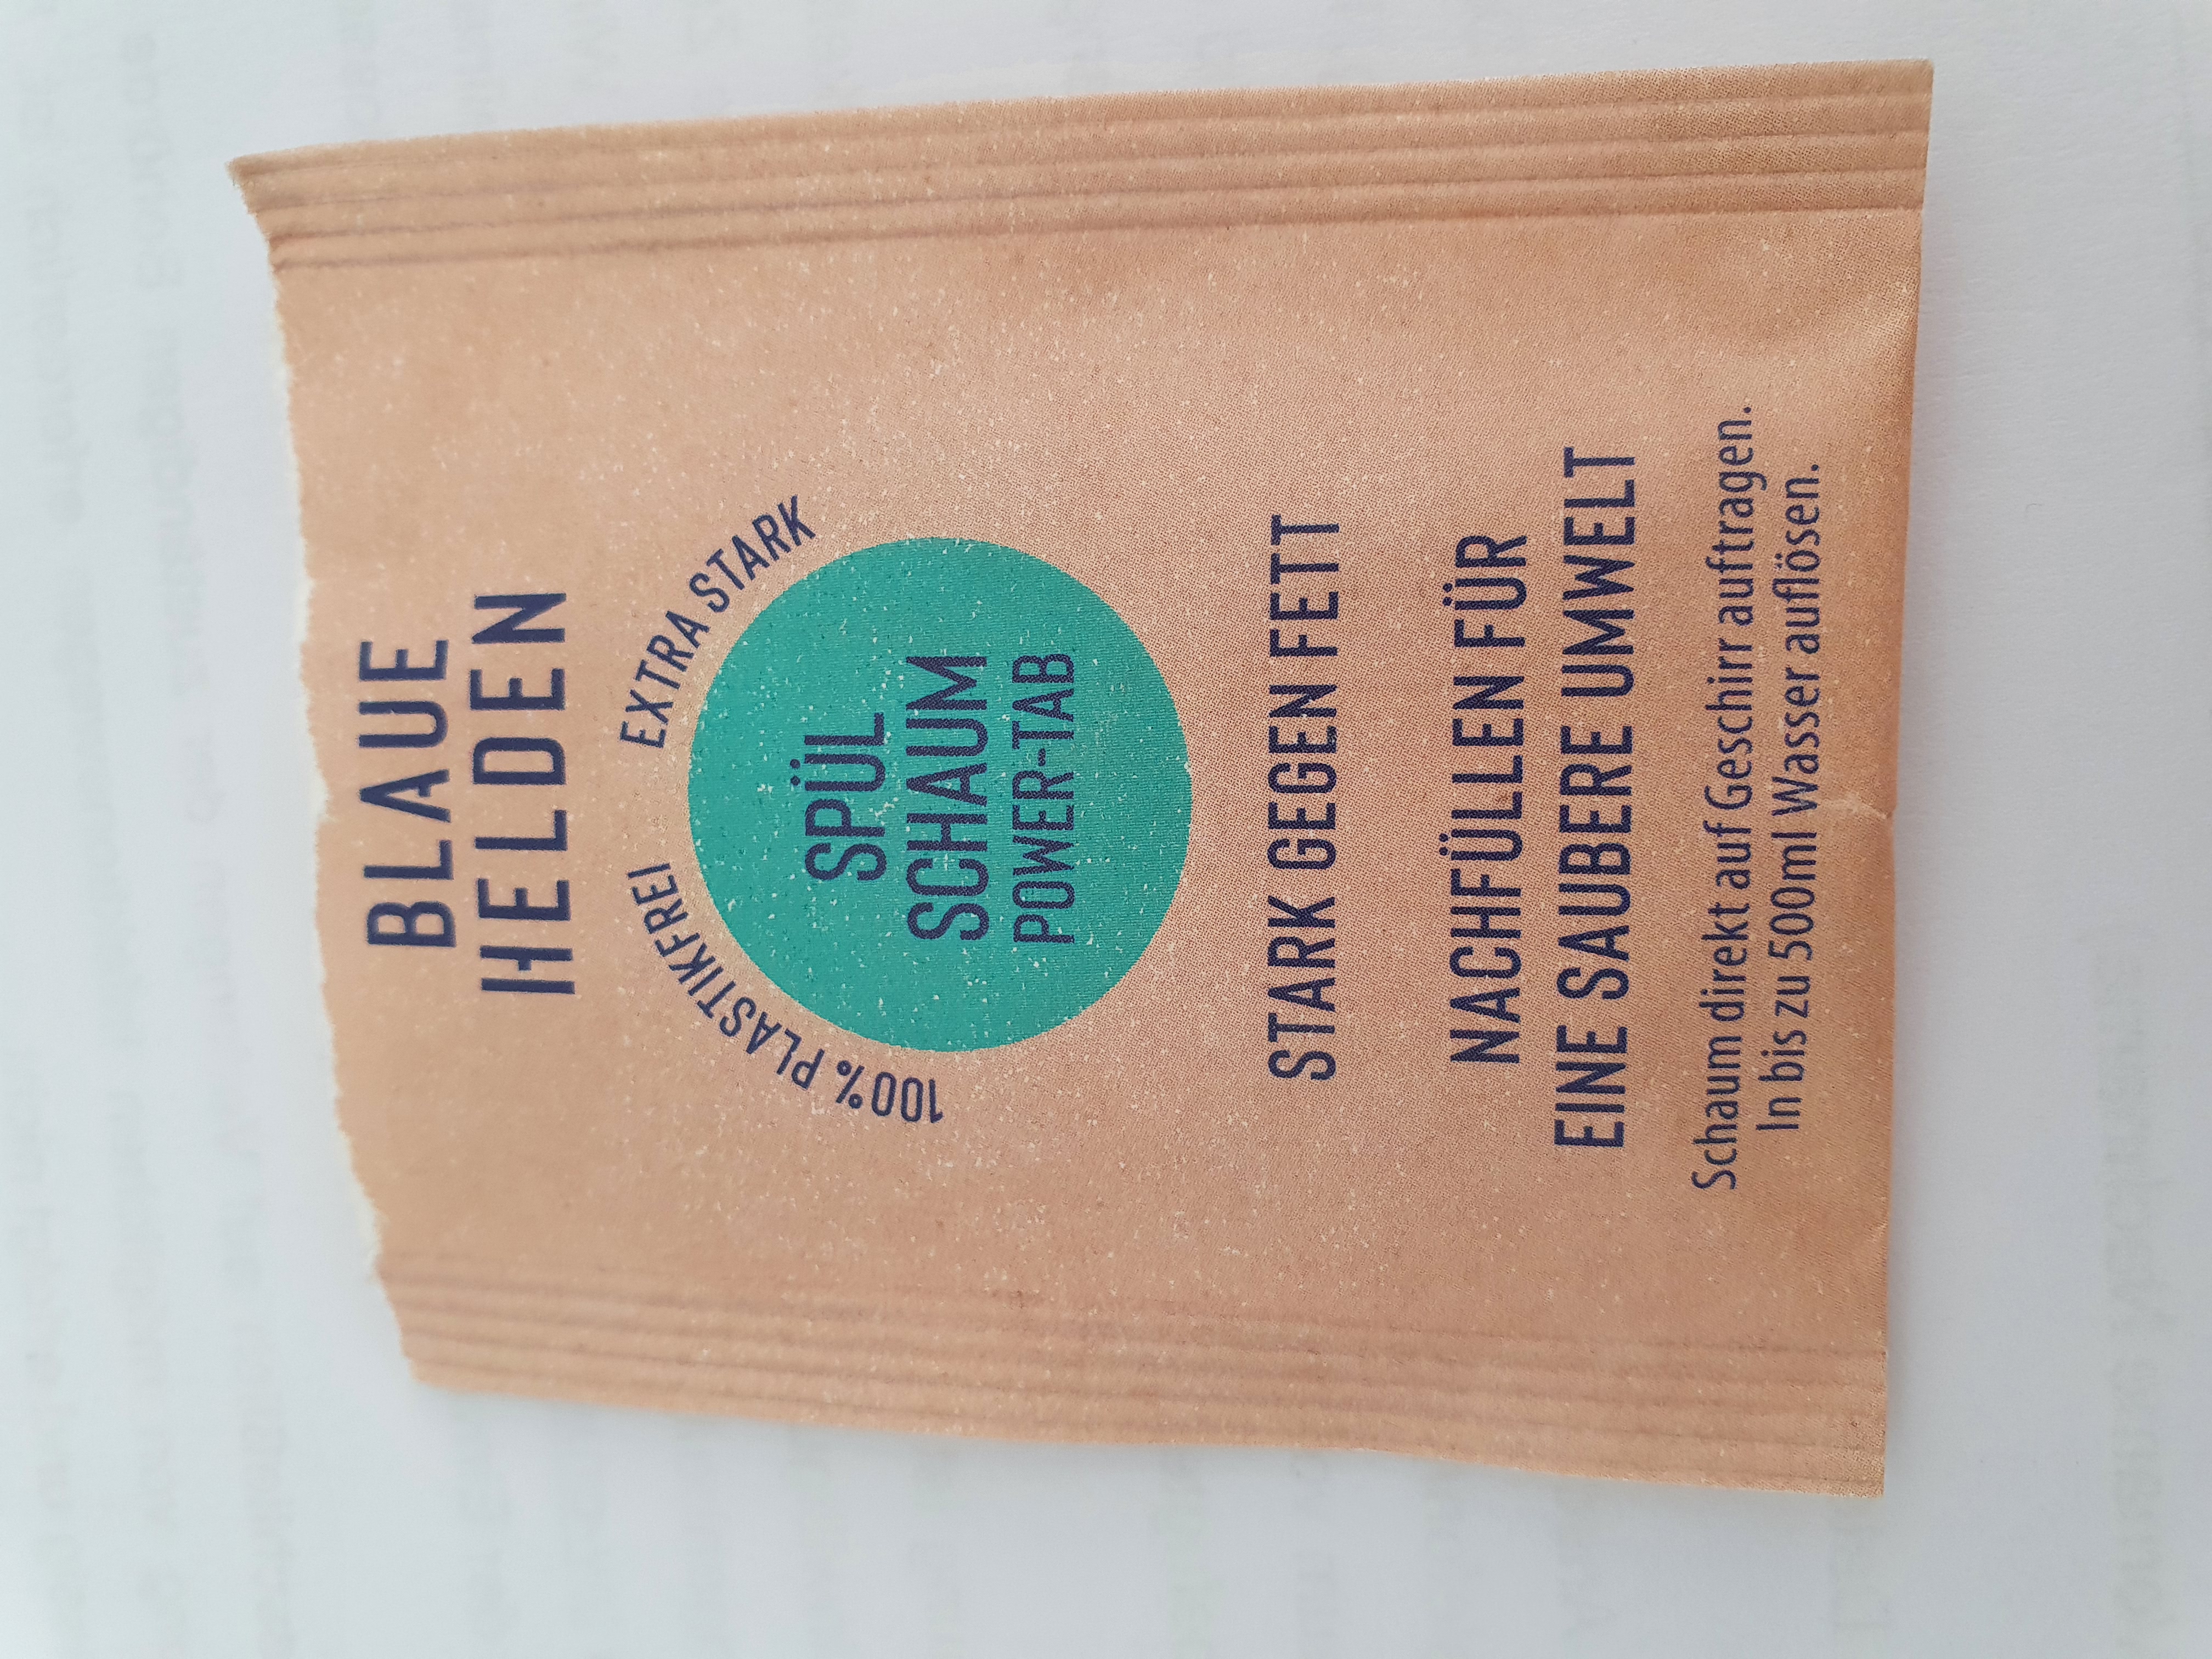 BLAUE
HELDEN
100% PLASTIKFREI EXTRA STARK
SPÜL
SCHAUM
POWER-TAB
STARK GEGEN FETT
NACHFÜLLEN FÜR
EINE SAUBERE UMWELT
Schaum direkt auf Geschirr auftragen.
In bis zu 500ml Wasser auflösen.